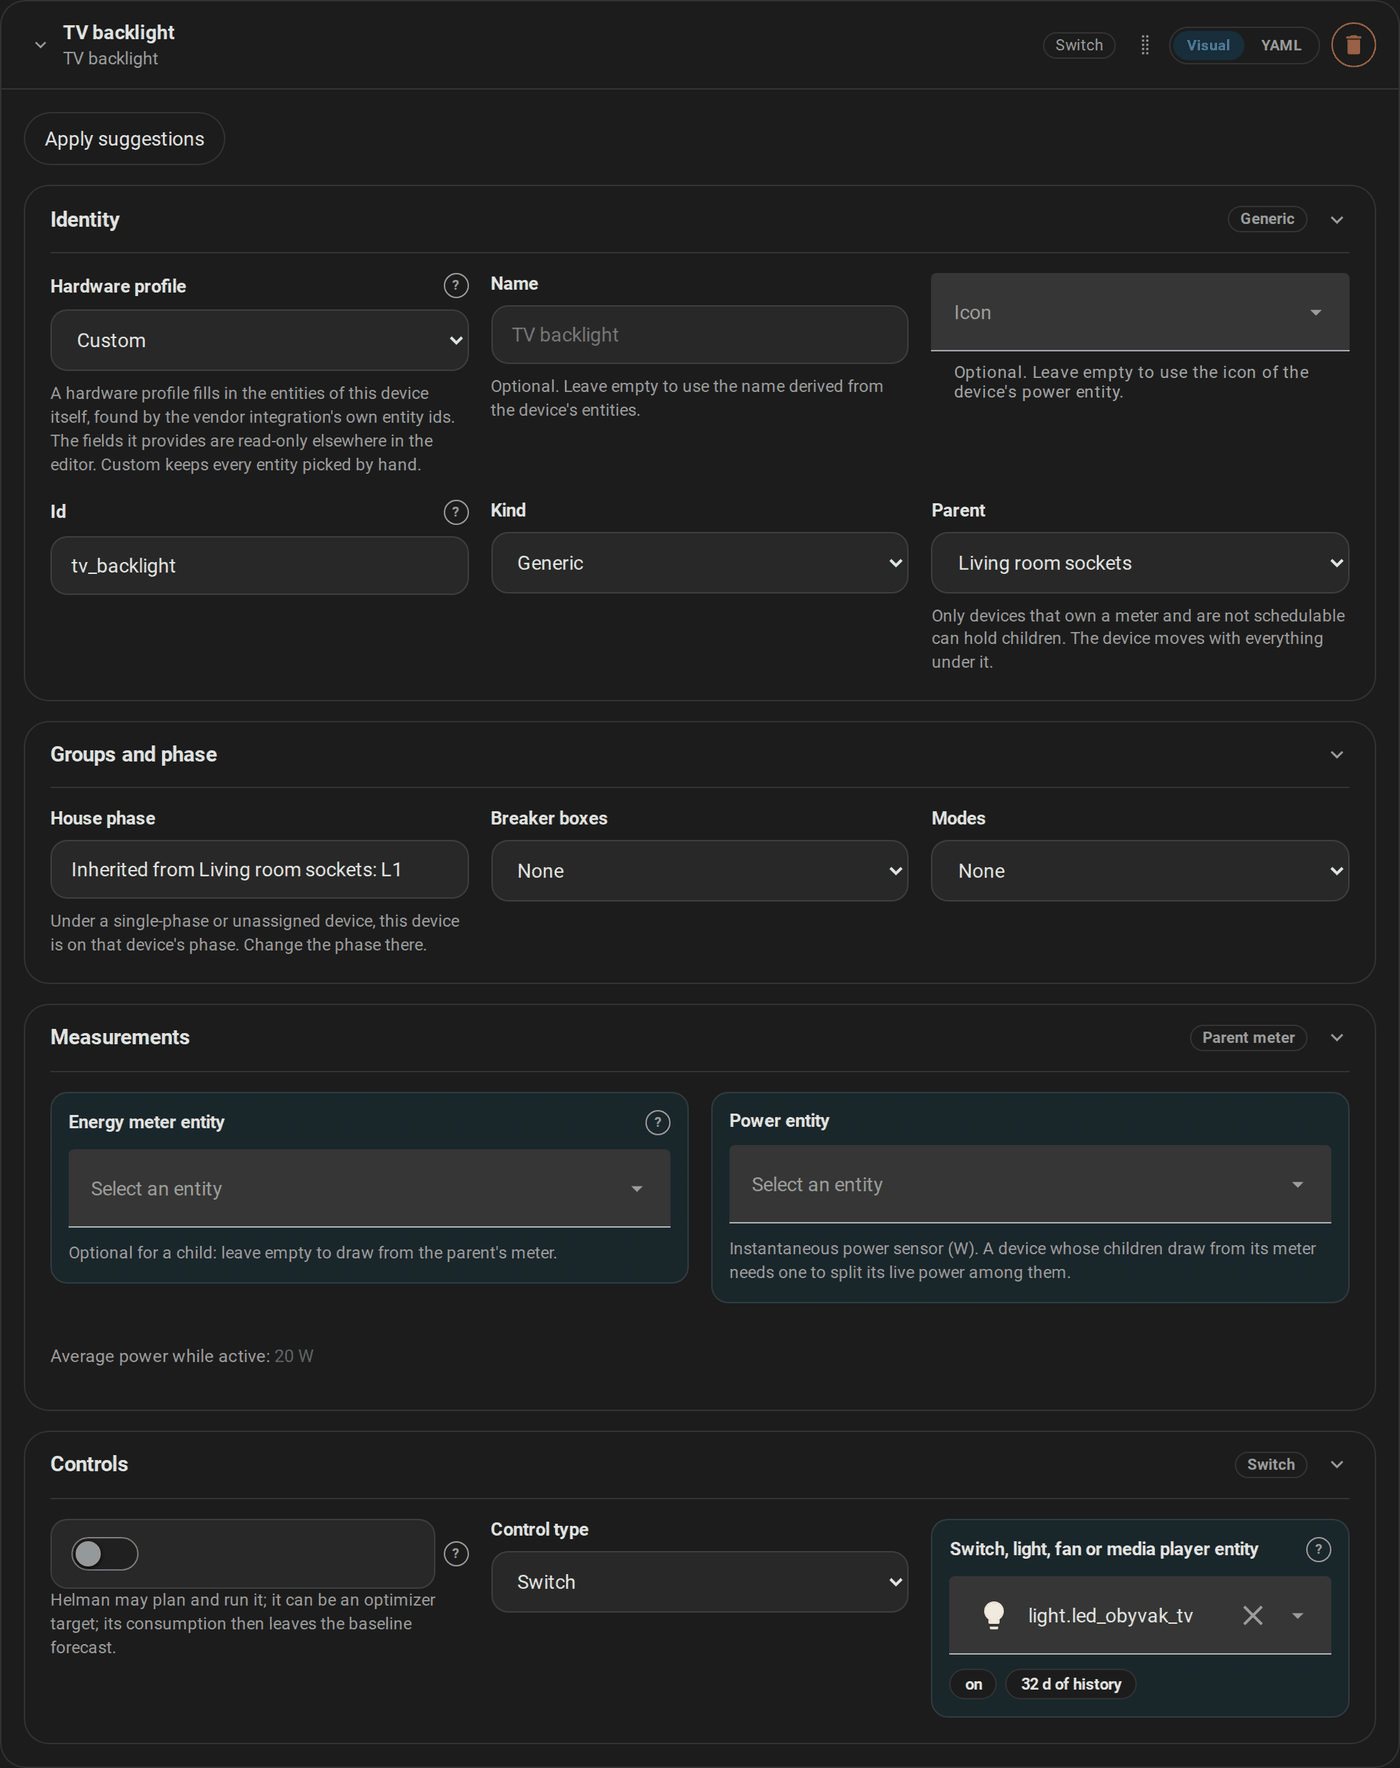 TV backlight
TV backlight
Switch
Visual
YAML
Apply suggestions
Identity
Generic
Hardware profile
?
Custom
A hardware profile fills in the entities of this device
itself, found by the vendor integration's own entity ids.
The fields it provides are read-only elsewhere in the
editor. Custom keeps every entity picked by hand.
Name
TV backlight
Optional. Leave empty to use the name derived from
the device's entities.
Icon
Optional. Leave empty to use the icon of the
device's power entity.
Id
?
tv_backlight
Kind
Generic
Parent
Living room sockets
Only devices that own a meter and are not schedulable
can hold children. The device moves with everything
under it.
Groups and phase
House phase
Inherited from Living room sockets: L1
Under a single-phase or unassigned device, this device
is on that device's phase. Change the phase there.
Breaker boxes
None
Modes
None
Measurements
Parent meter
Energy meter entity
?
Select an entity
Optional for a child: leave empty to draw from the parent's meter.
Power entity
Select an entity
Instantaneous power sensor (W). A device whose children draw from its meter
needs one to split its live power among them.
Average power while active: 20 W
Controls
Switch
?
Helman may plan and run it; it can be an optimizer
target; its consumption then leaves the baseline
forecast.
Control type
Switch
Switch, light, fan or media player entity
?
light.led_obyvak_tv
on
32 d of history